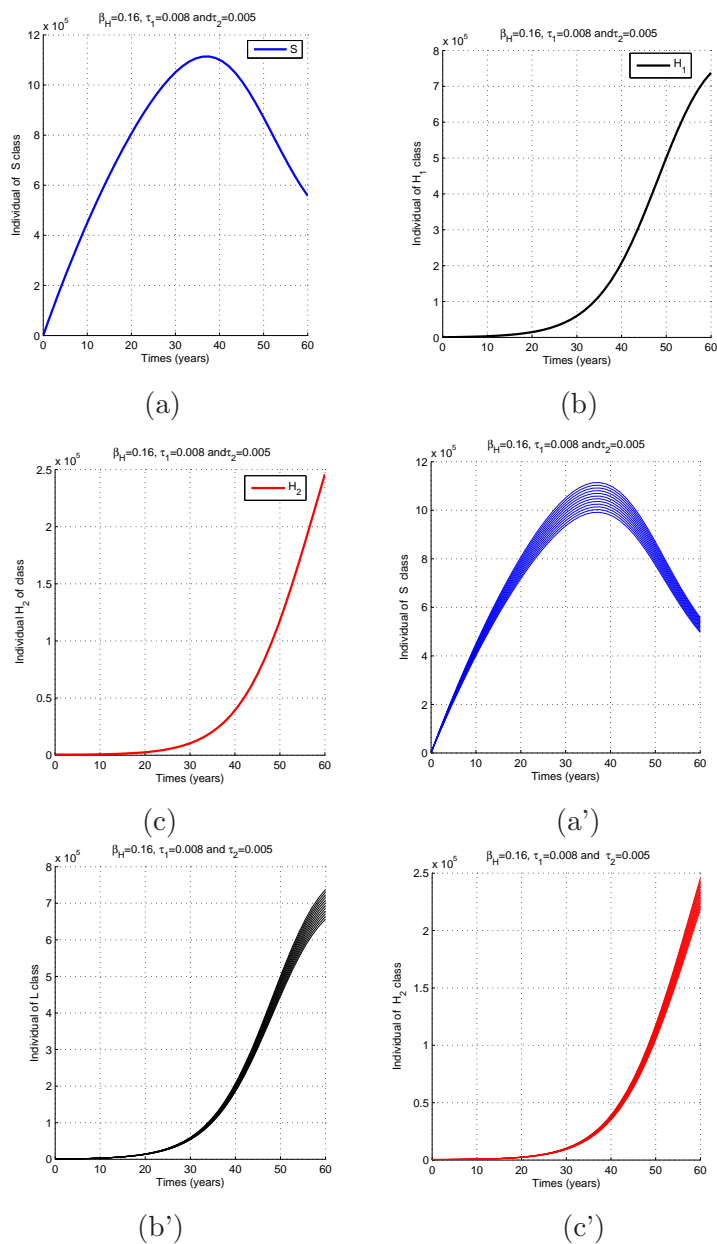 β_H=0.16, τ_1=0.008 andτ_2=0.005
x 10^5
S
12
10
8
6
4
2
0
Individual of S class
0 10 20 30 40 50 60
Times (years)
(a)
β_H=0.16, τ_1=0.008 andτ_2=0.005
x 10^5
H_1
8
7
6
5
4
3
2
1
0
Individual of H_1 class
0 10 20 30 40 50 60
Times (years)
(b)
β_H=0.16, τ_1=0.008 andτ_2=0.005
x 10^5
H_2
2.5
2
1.5
1
0.5
0
Individual H_2 of class
0 10 20 30 40 50 60
Times (years)
(c)
β_H=0.16, τ_1=0.008 andτ_2=0.005
x 10^5
12
10
8
6
4
2
0
Individual of S class
0 10 20 30 40 50 60
Times (years)
(a’)
β_H=0.16, τ_1=0.008 and τ_2=0.005
x 10^5
8
7
6
5
4
3
2
1
0
Individual of L class
0 10 20 30 40 50 60
Times (years)
(b’)
β_H=0.16, τ_1=0.008 and τ_2=0.005
x 10^5
2.5
2
1.5
1
0.5
0
Individual of H_2 class
0 10 20 30 40 50 60
Times (years)
(c’)